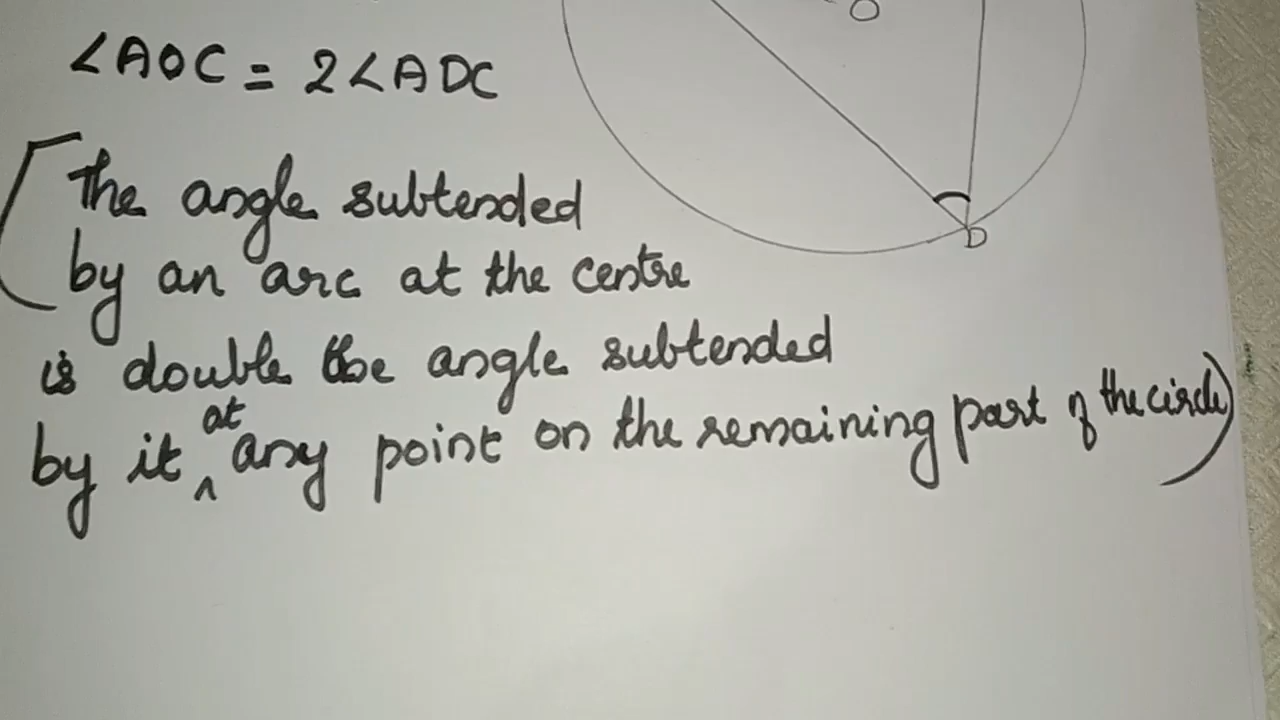 O
∠AOC = 2∠ADC
(The angle subtended
D
by an arc at the centre
is double the angle subtended
by it ^at any point on the remaining part of the circle)